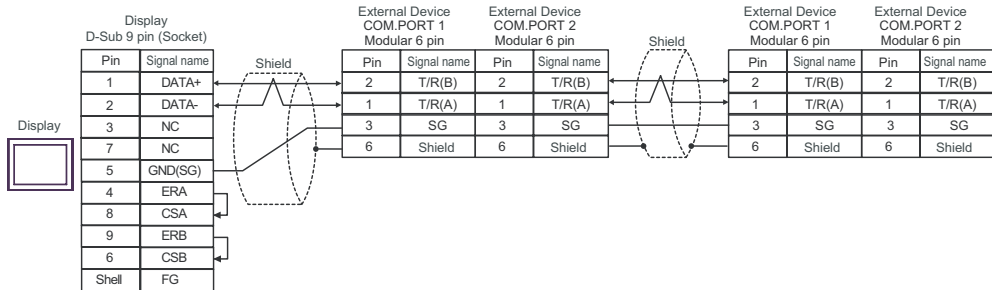 Display
D-Sub 9 pin (Socket)
Pin Signal name
1 DATA+
2 DATA-
3 NC
7 NC
5 GND(SG)
4 ERA
8 CSA
9 ERB
6 CSB
Shell FG
Display
Shield
External Device
COM.PORT 1
Modular 6 pin
External Device
COM.PORT 2
Modular 6 pin
Pin Signal name Pin Signal name
2 T/R(B) 2 T/R(B)
1 T/R(A) 1 T/R(A)
3 SG 3 SG
6 Shield 6 Shield
Shield
External Device
COM.PORT 1
Modular 6 pin
External Device
COM.PORT 2
Modular 6 pin
Pin Signal name Pin Signal name
2 T/R(B) 2 T/R(B)
1 T/R(A) 1 T/R(A)
3 SG 3 SG
6 Shield 6 Shield